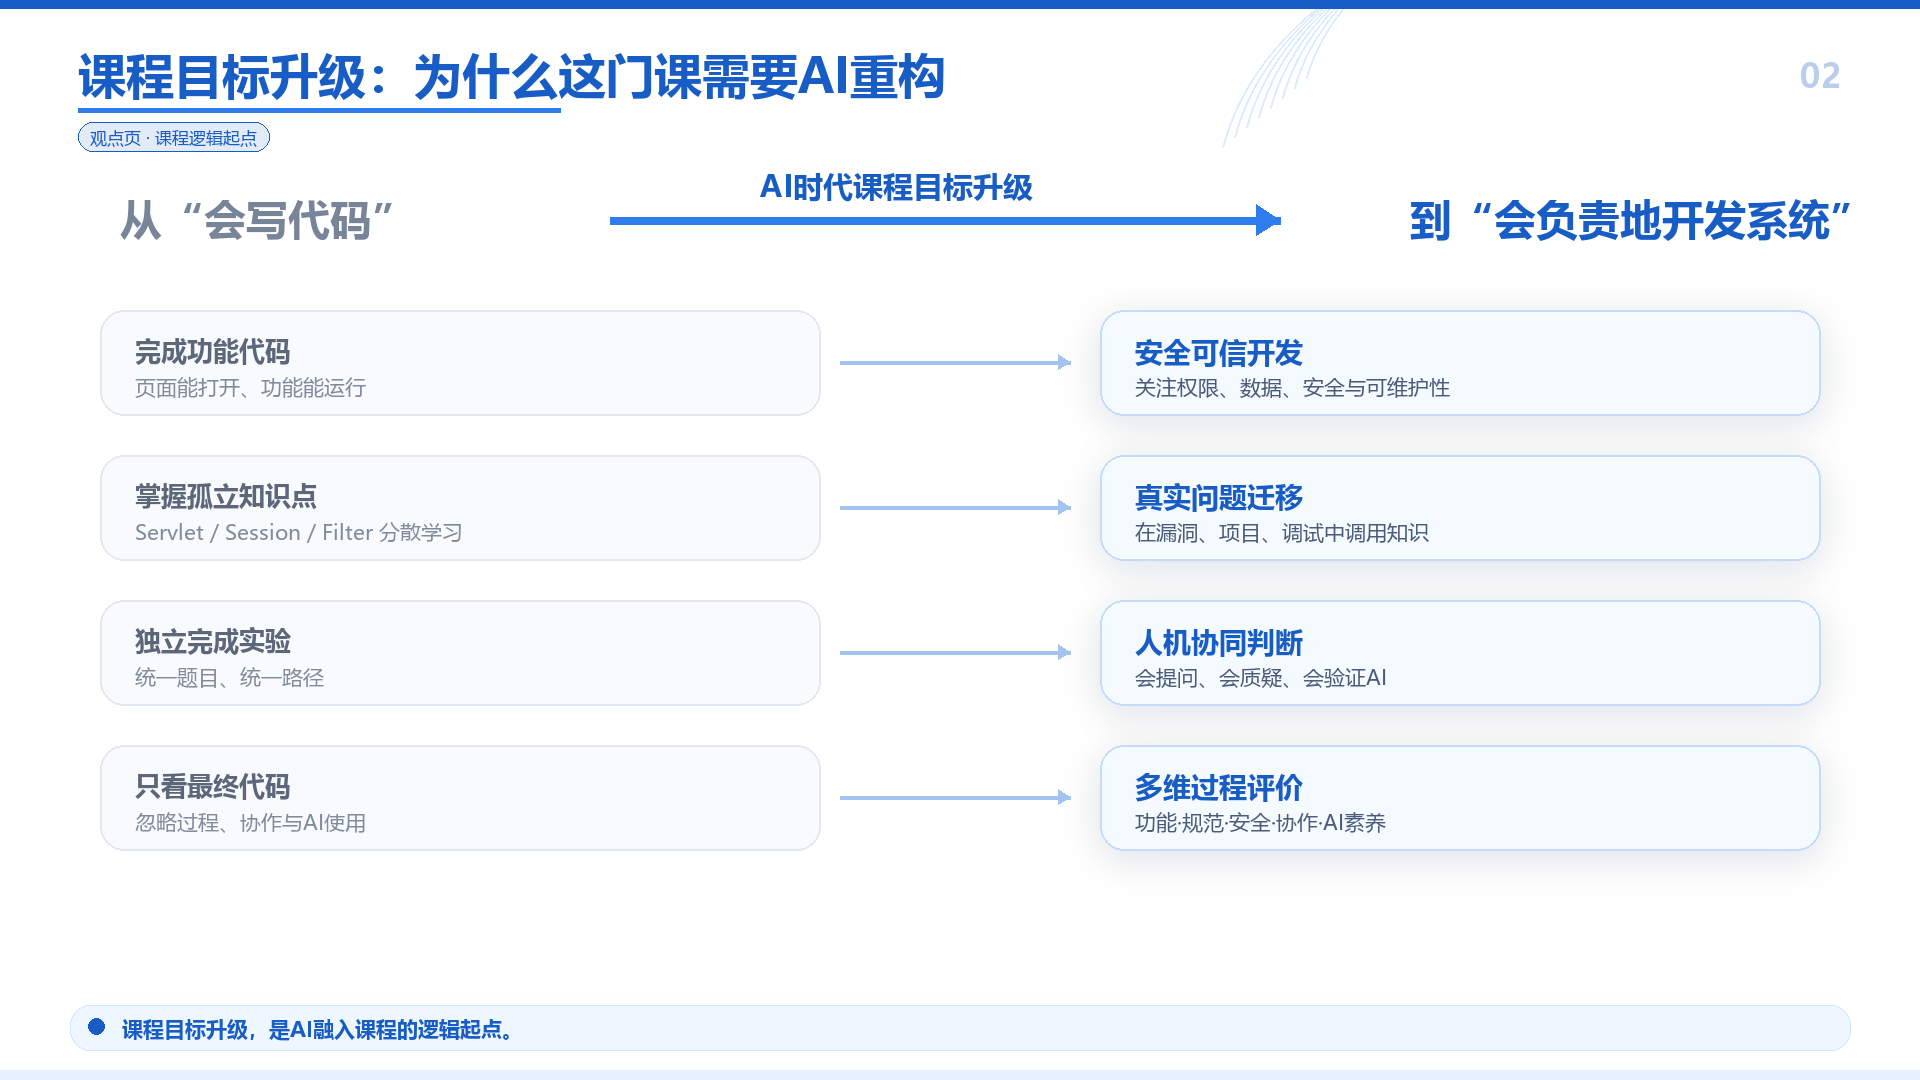 课程目标升级：为什么这门课需要AI重构
02
观点页 · 课程逻辑起点
AI时代课程目标升级
从“会写代码”
到“会负责地开发系统”
完成功能代码
页面能打开、功能能运行
安全可信开发
关注权限、数据、安全与可维护性
掌握孤立知识点
Servlet / Session / Filter 分散学习
真实问题迁移
在漏洞、项目、调试中调用知识
独立完成实验
统一题目、统一路径
人机协同判断
会提问、会质疑、会验证AI
只看最终代码
忽略过程、协作与AI使用
多维过程评价
功能·规范·安全·协作·AI素养
课程目标升级，是AI融入课程的逻辑起点。